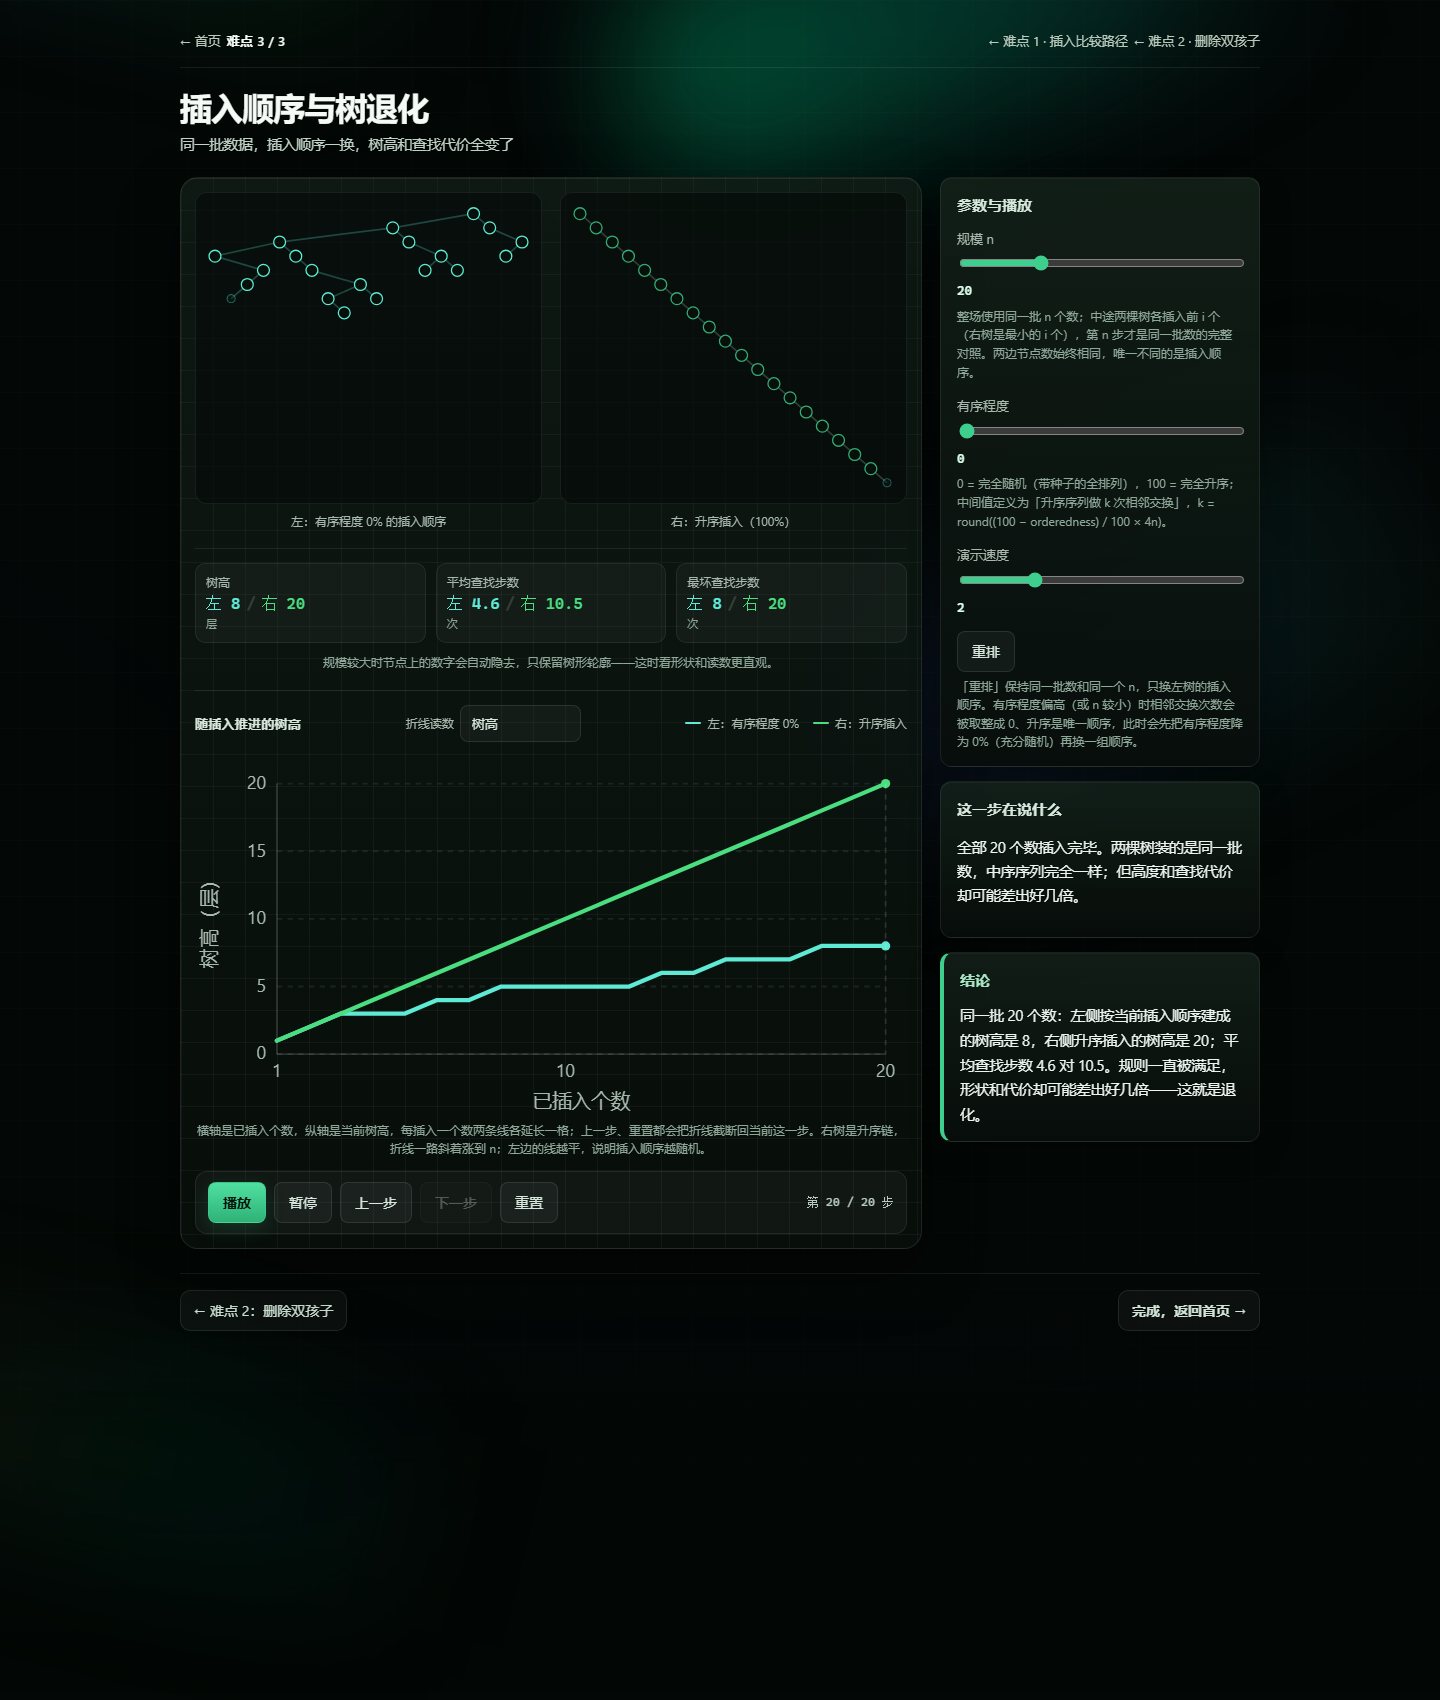 ← 首页 难点 3 / 3
← 难点 1 · 插入比较路径 ← 难点 2 · 删除双孩子
插入顺序与树退化
同一批数据，插入顺序一换，树高和查找代价全变了
左：有序程度 0% 的插入顺序
右：升序插入（100%）
树高
左 8 / 右 20
层
平均查找步数
左 4.6 / 右 10.5
次
最坏查找步数
左 8 / 右 20
次
规模较大时节点上的数字会自动隐去，只保留树形轮廓——这时看形状和读数更直观。
随插入推进的树高
折线读数 树高
左：有序程度 0% 右：升序插入
20
15
10
5
0
树高（层）
1 10 20
已插入个数
横轴是已插入个数，纵轴是当前树高，每插入一个数两条线各延长一格；上一步、重置都会把折线截断回当前这一步。右树是升序链，
折线一路斜着涨到 n；左边的线越平，说明插入顺序越随机。
播放 暂停 上一步 下一步 重置
第 20 / 20 步
参数与播放
规模 n
20
整场使用同一批 n 个数；中途两棵树各插入前 i 个
（右树是最小的 i 个），第 n 步才是同一批数的完整
对照。两边节点数始终相同，唯一不同的是插入顺
序。
有序程度
0
0 = 完全随机（带种子的全排列），100 = 完全升序；
中间值定义为「升序序列做 k 次相邻交换」，k =
round((100 − orderedness) / 100 × 4n)。
演示速度
2
重排
「重排」保持同一批数和同一个 n，只换左树的插入
顺序。有序程度偏高（或 n 较小）时相邻交换次数会
被取整成 0、升序是唯一顺序，此时会先把有序程度降
为 0%（充分随机）再换一组顺序。
这一步在说什么
全部 20 个数插入完毕。两棵树装的是同一批
数，中序序列完全一样；但高度和查找代价
却可能差出好几倍。
结论
同一批 20 个数：左侧按当前插入顺序建成
的树高是 8，右侧升序插入的树高是 20；平
均查找步数 4.6 对 10.5。规则一直被满足，
形状和代价却可能差出好几倍——这就是退
化。
← 难点 2：删除双孩子
完成，返回首页 →